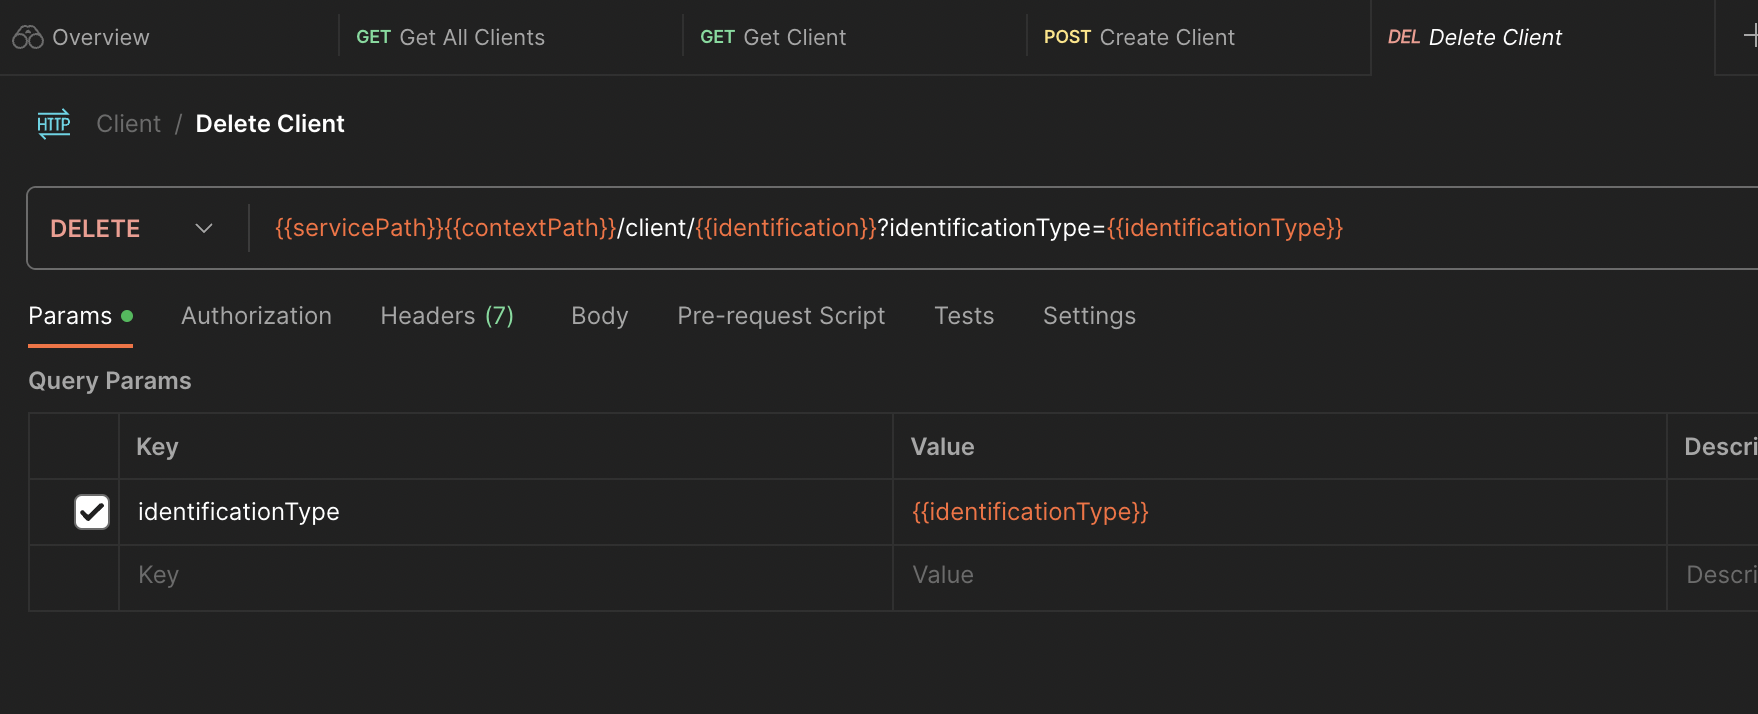 Overview
GET Get All Clients
GET Get Client
POST Create Client
DEL Delete Client
HTTP Client / Delete Client
DELETE {{servicePath}}{{contextPath}}/client/{{identification}}?identificationType={{identificationType}}
Params Authorization Headers (7) Body Pre-request Script Tests Settings
Query Params
Key Value Descri
identificationType {{identificationType}}
Key Value Descri